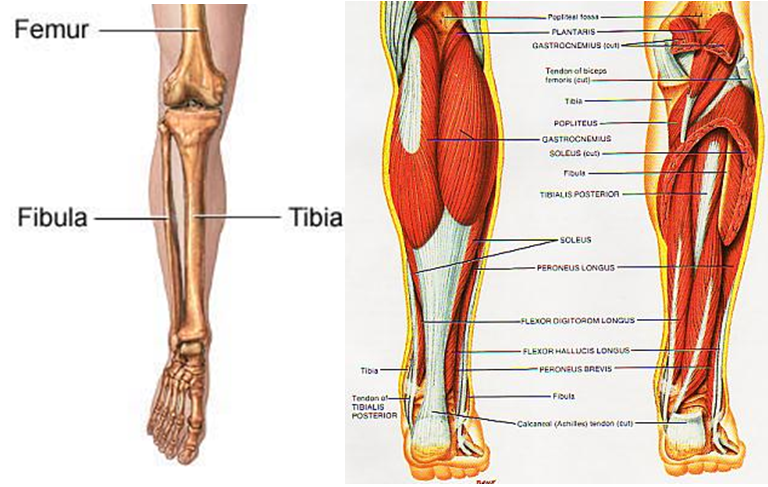 Femur
Fibula
Tibia
Popliteal fossa
PLANTARIS
GASTROCNEMIUS (cut)
Tendon of biceps
femoris (cut)
Tibia
POPLITEUS
GASTROCNEMIUS
SOLEUS (cut)
Fibula
TIBIALIS POSTERIOR
SOLEUS
PERONEUS LONGUS
FLEXOR DIGITOROM LONGUS
FLEXOR HALLUCIS LONGUS
Tibia
PERONEUS BREVIS
Tendon of
TIBIALIS
POSTERIOR
Fibula
Calcaneal (Achilles) tendon (cut)